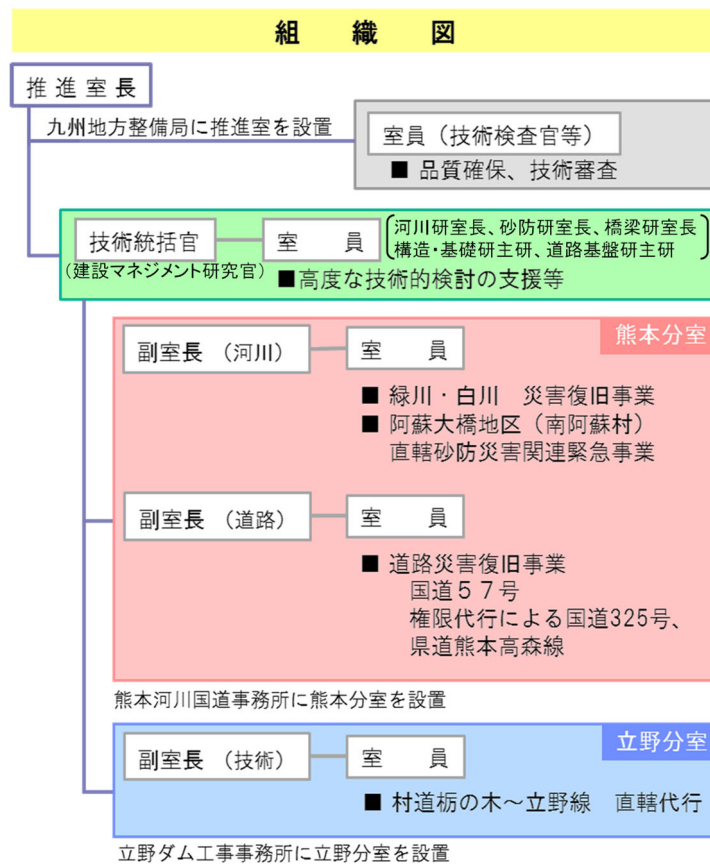 組 織 図
推進室長
九州地方整備局に推進室を設置
室員（技術検査官等）
■ 品質確保、技術審査
技術統括官
室 員
河川研室長、砂防研室長、橋梁研室長
構造・基礎研主研、道路基盤研主研
(建設マネジメント研究官)
■高度な技術的検討の支援等
熊本分室
副室長（河川）
室 員
■ 緑川・白川 災害復旧事業
■ 阿蘇大橋地区（南阿蘇村）
直轄砂防災害関連緊急事業
副室長（道路）
室 員
■ 道路災害復旧事業
国道５７号
権限代行による国道325号、
県道熊本高森線
熊本河川国道事務所に熊本分室を設置
立野分室
副室長（技術）
室 員
■ 村道栃の木～立野線 直轄代行
立野ダム工事事務所に立野分室を設置